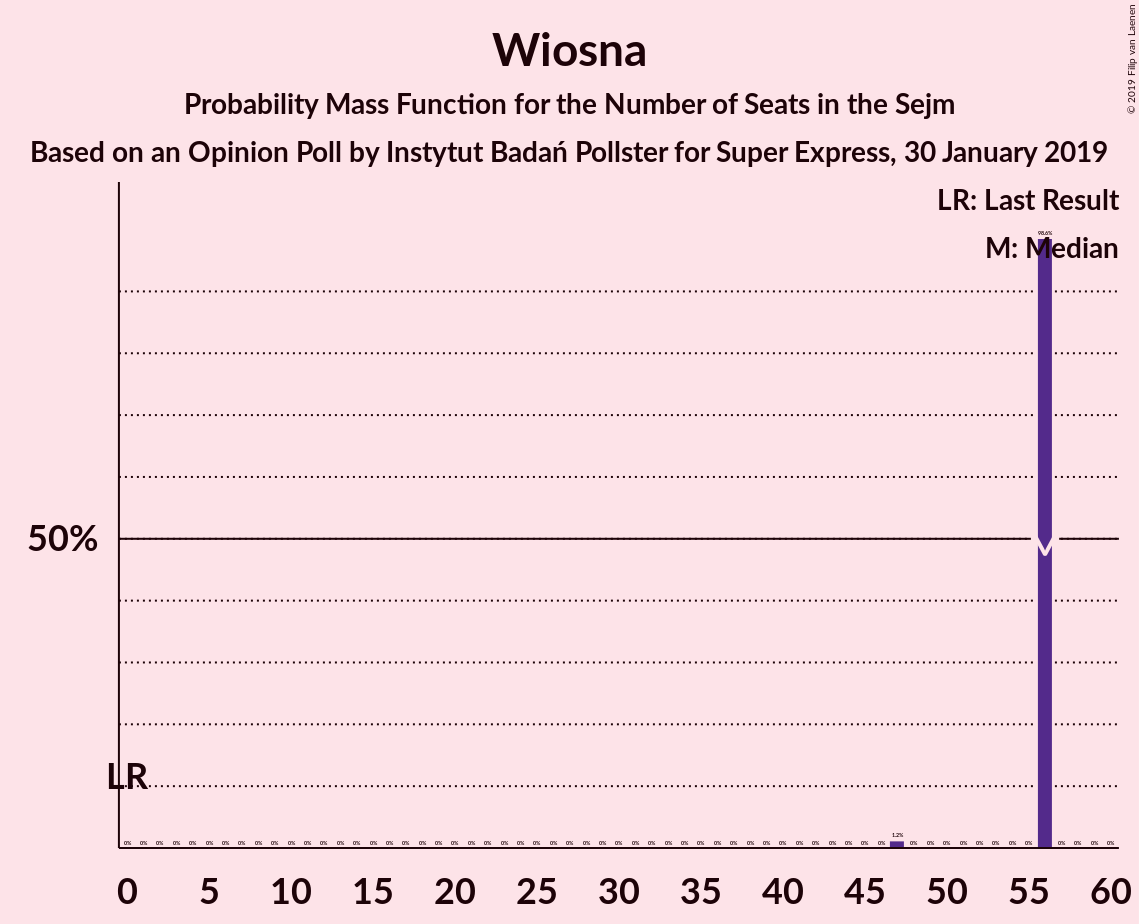 Wiosna
Probability Mass Function for the Number of Seats in the Sejm
Based on an Opinion Poll by Instytut Badań Pollster for Super Express, 30 January 2019
© 2019 Filip van Laenen
LR: Last Result
M: Median
98.6%
50%
LR
0% 0% 0% 0% 0% 0% 0% 0% 0% 0% 0% 0% 0% 0% 0% 0% 0% 0% 0% 0% 0% 0% 0% 0% 0% 0% 0% 0% 0% 0% 0% 0% 0% 0% 0% 0% 0% 0% 0% 0% 0% 0% 0% 0% 0% 0% 0% 1.2% 0% 0% 0% 0% 0% 0% 0% 0% 0% 0% 0% 0%
0 5 10 15 20 25 30 35 40 45 50 55 60